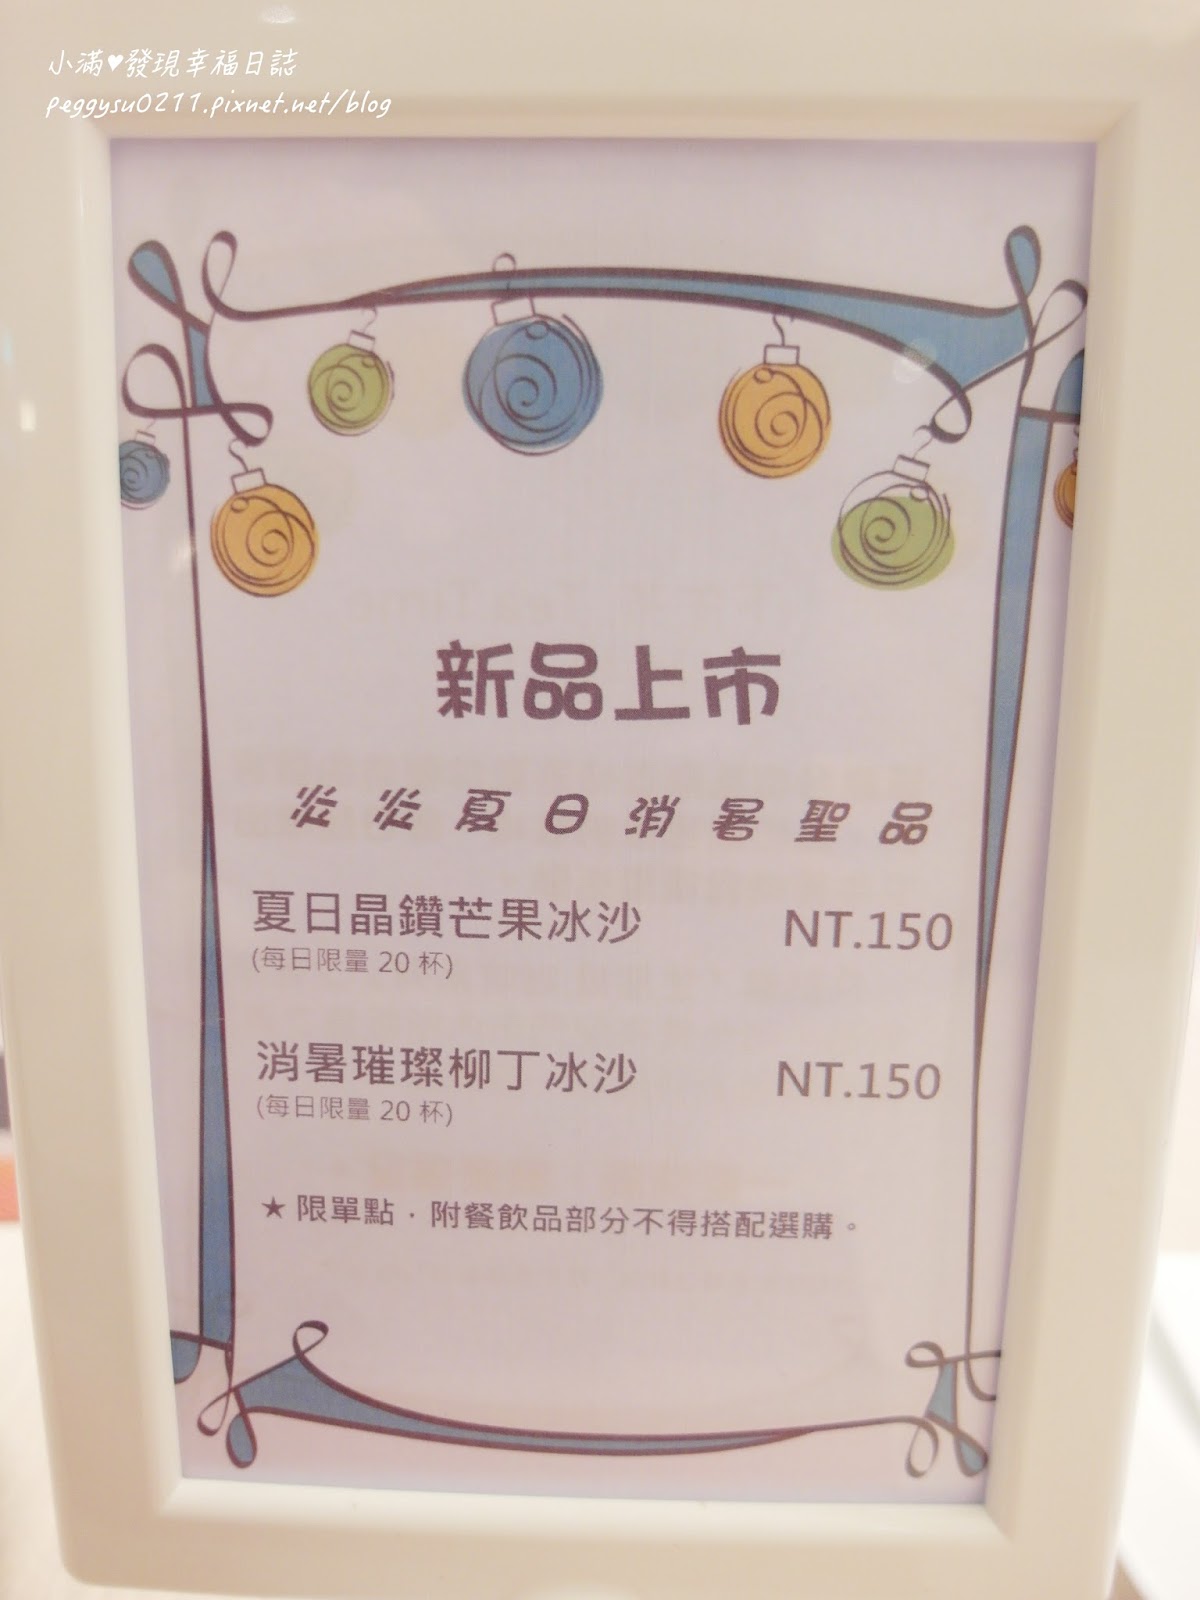 小滿♥發現幸福日誌
peggysu0211.pixnet.net/blog
新品上市
炎炎夏日消暑聖品
夏日晶鑽芒果冰沙 NT.150
(每日限量 20 杯)
消暑璀璨柳丁冰沙 NT.150
(每日限量 20 杯)
★ 限單點．附餐飲品部分不得搭配選購。